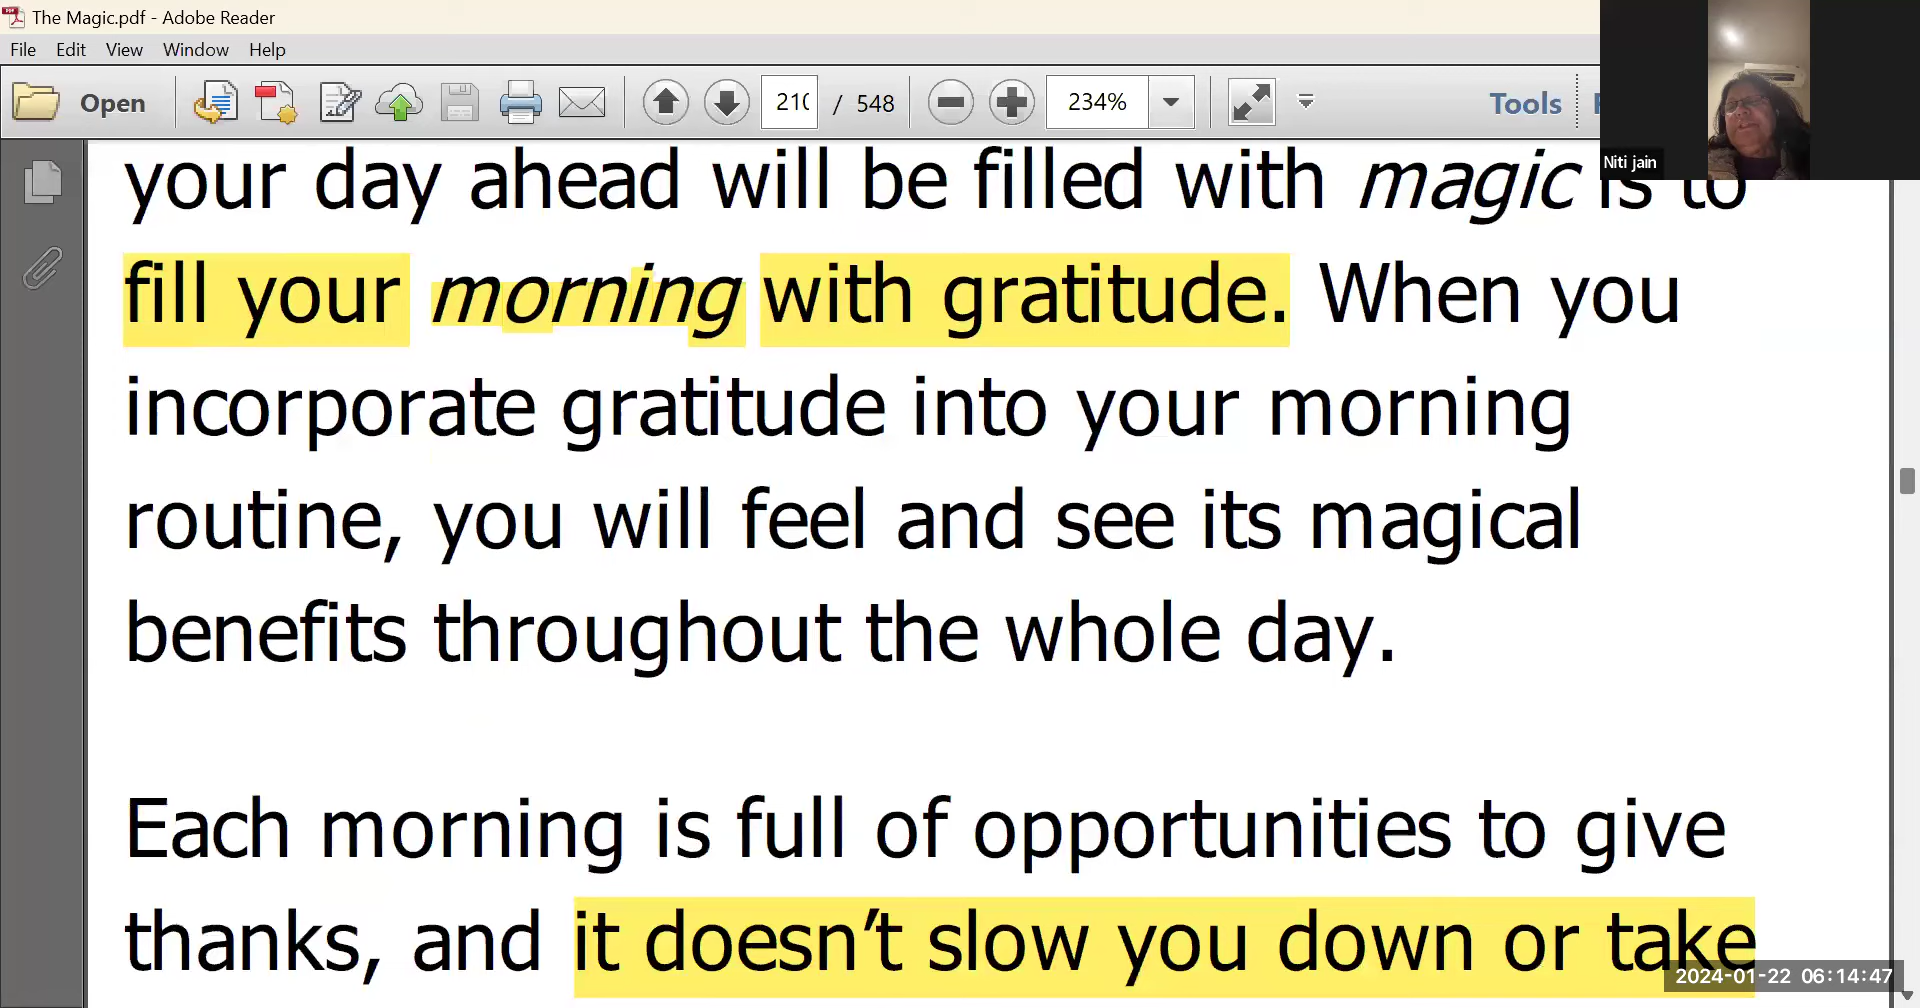 The Magic.pdf - Adobe Reader
File Edit View Window Help
Open 210 / 548 234% Tools
Niti jain
your day ahead will be filled with magic is to
fill your morning with gratitude. When you
incorporate gratitude into your morning
routine, you will feel and see its magical
benefits throughout the whole day.
Each morning is full of opportunities to give
thanks, and it doesn’t slow you down or take
2024-01-22 06:14:47